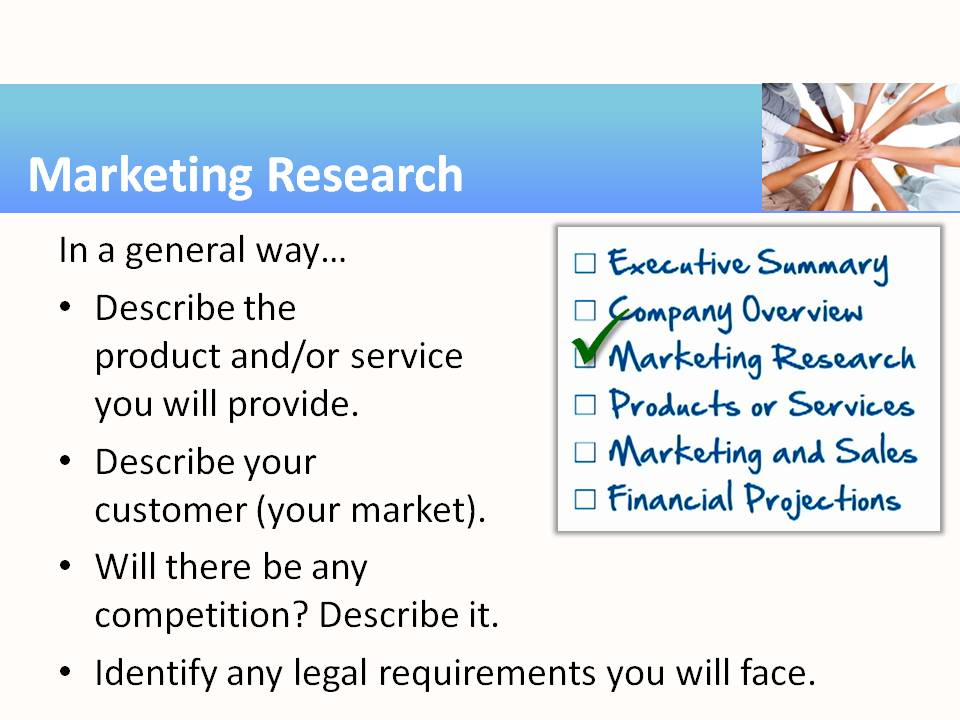 Marketing Research
In a general way…
• Describe the
product and/or service
you will provide.
• Describe your
customer (your market).
• Will there be any
competition? Describe it.
• Identify any legal requirements you will face.
Executive Summary
Company Overview
Marketing Research
Products or Services
Marketing and Sales
Financial Projections